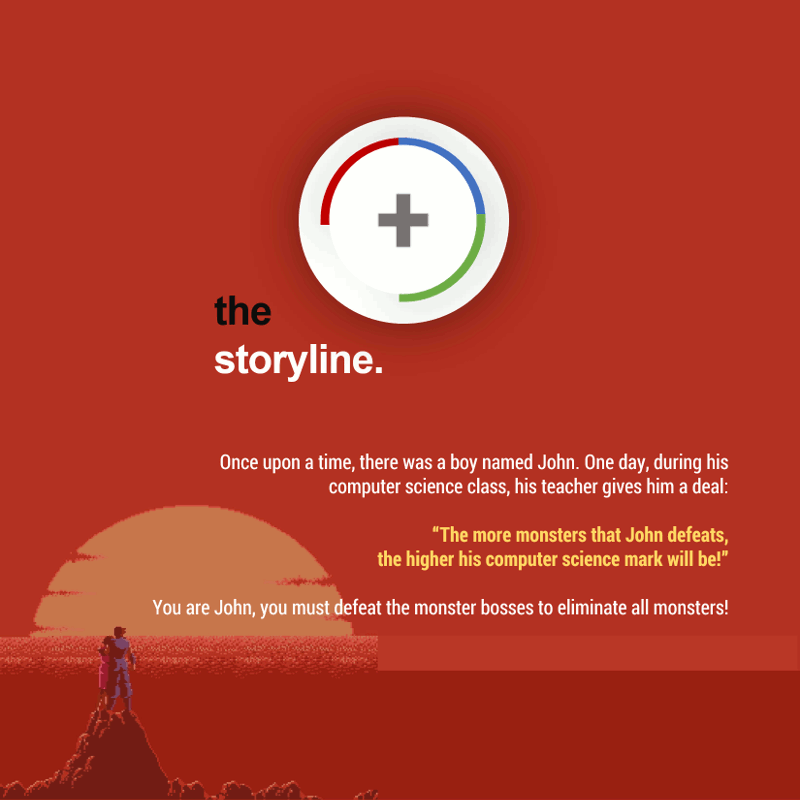 the
storyline.
Once upon a time, there was a boy named John. One day, during his
computer science class, his teacher gives him a deal:
“The more monsters that John defeats,
the higher his computer science mark will be!”
You are John, you must defeat the monster bosses to eliminate all monsters!